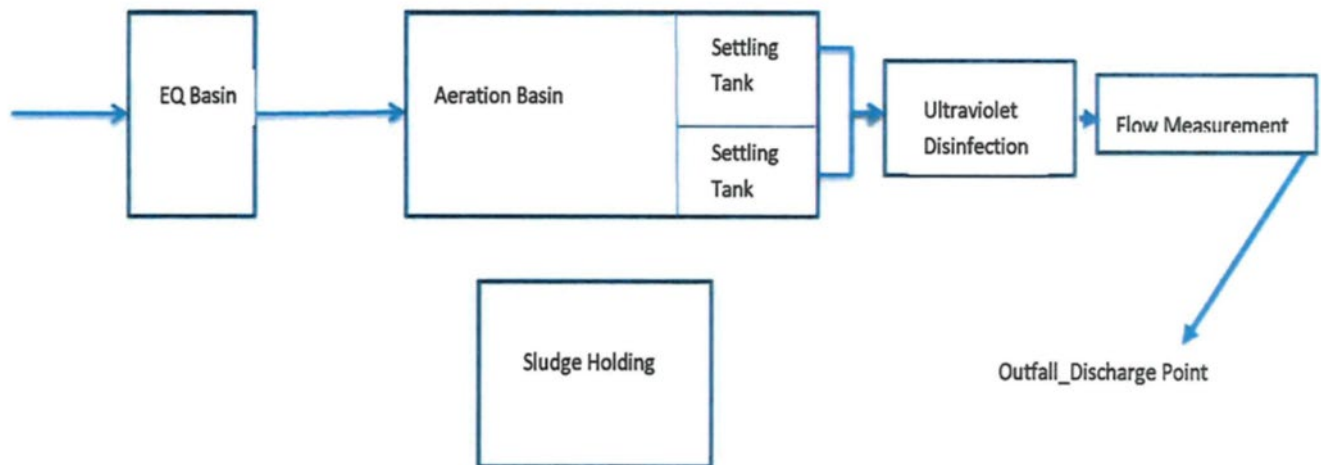 EQ Basin
Aeration Basin
Settling
Tank
Settling
Tank
Ultraviolet
Disinfection
Flow Measurement
Sludge Holding
Outfall_Discharge Point